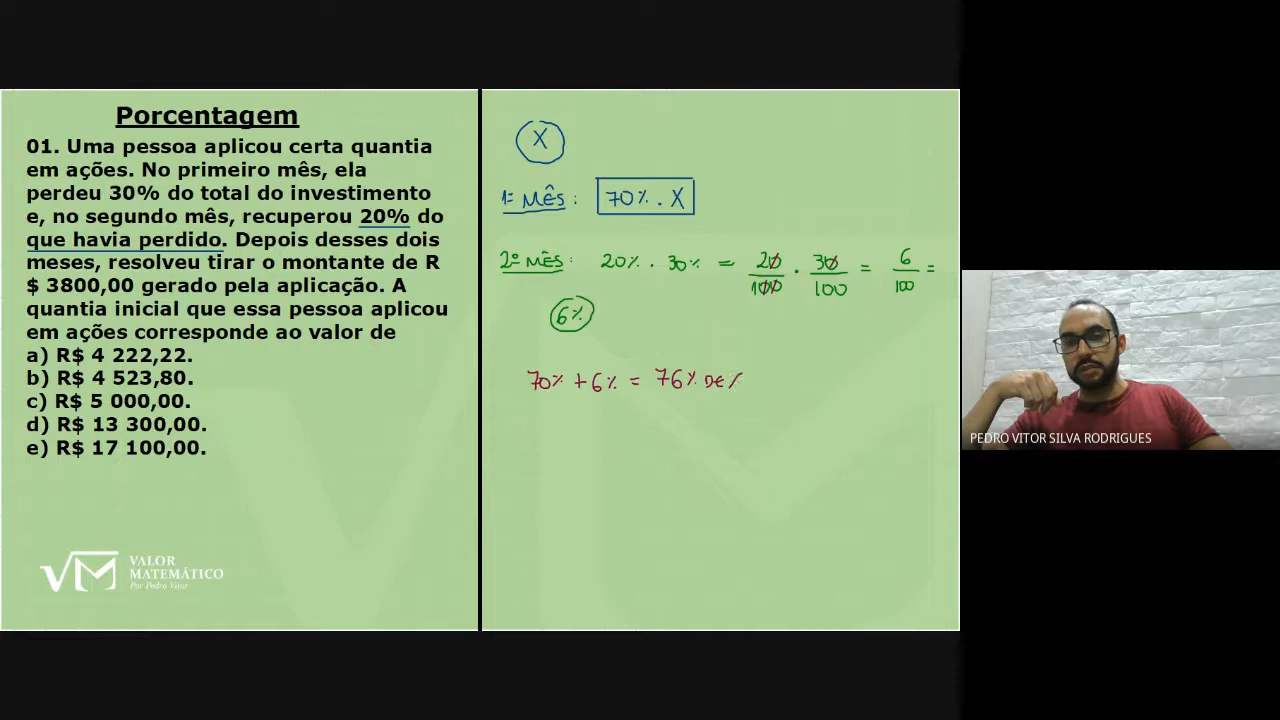 Porcentagem
01. Uma pessoa aplicou certa quantia
em ações. No primeiro mês, ela
perdeu 30% do total do investimento
e, no segundo mês, recuperou 20% do
que havia perdido. Depois desses dois
meses, resolveu tirar o montante de R
$ 3800,00 gerado pela aplicação. A
quantia inicial que essa pessoa aplicou
em ações corresponde ao valor de
a) R$ 4 222,22.
b) R$ 4 523,80.
c) R$ 5 000,00.
d) R$ 13 300,00.
e) R$ 17 100,00.
VALOR
MATEMÁTICO
Por Pedro Vitor
X
1º MÊS: 70% . X
2º MÊS: 20% . 30% = 20/100 . 30/100 = 6/100 =
6%
70% + 6% = 76% DE
PEDRO VITOR SILVA RODRIGUES